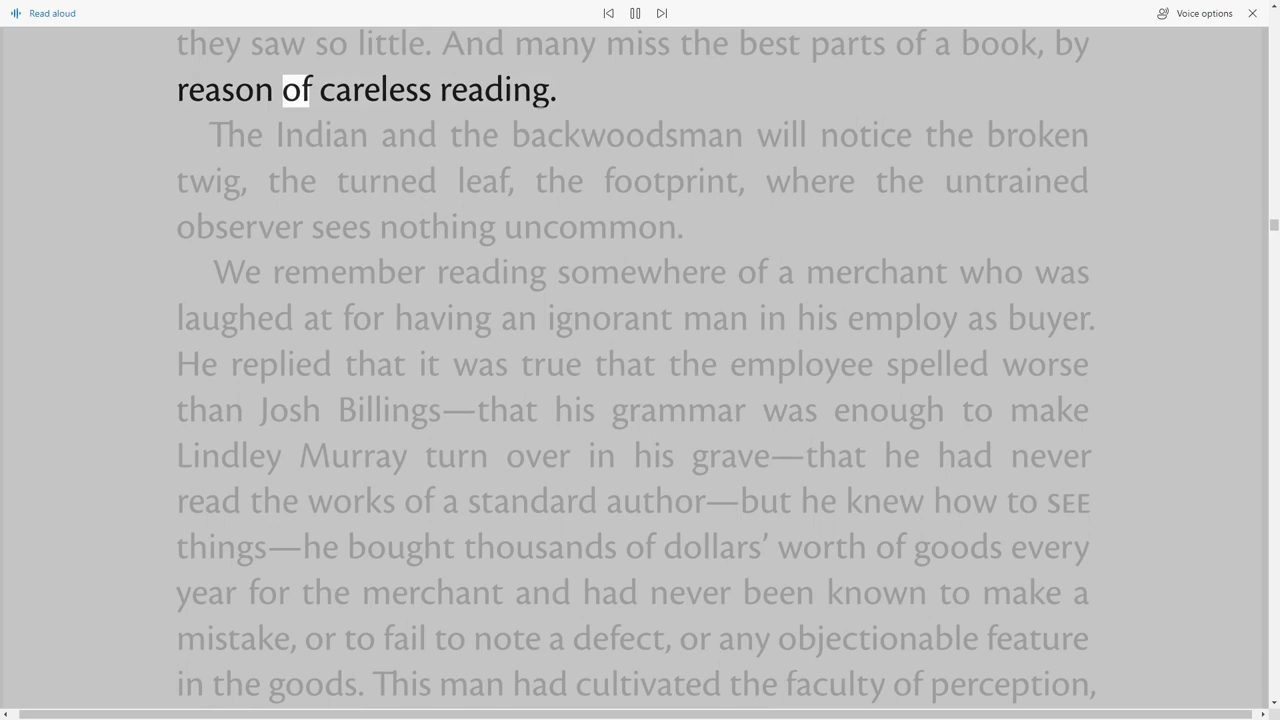 Read aloud
Voice options
they saw so little. And many miss the best parts of a book, by
reason of careless reading.
The Indian and the backwoodsman will notice the broken
twig, the turned leaf, the footprint, where the untrained
observer sees nothing uncommon.
We remember reading somewhere of a merchant who was
laughed at for having an ignorant man in his employ as buyer.
He replied that it was true that the employee spelled worse
than Josh Billings—that his grammar was enough to make
Lindley Murray turn over in his grave—that he had never
read the works of a standard author—but he knew how to SEE
things—he bought thousands of dollars’ worth of goods every
year for the merchant and had never been known to make a
mistake, or to fail to note a defect, or any objectionable feature
in the goods. This man had cultivated the faculty of perception,